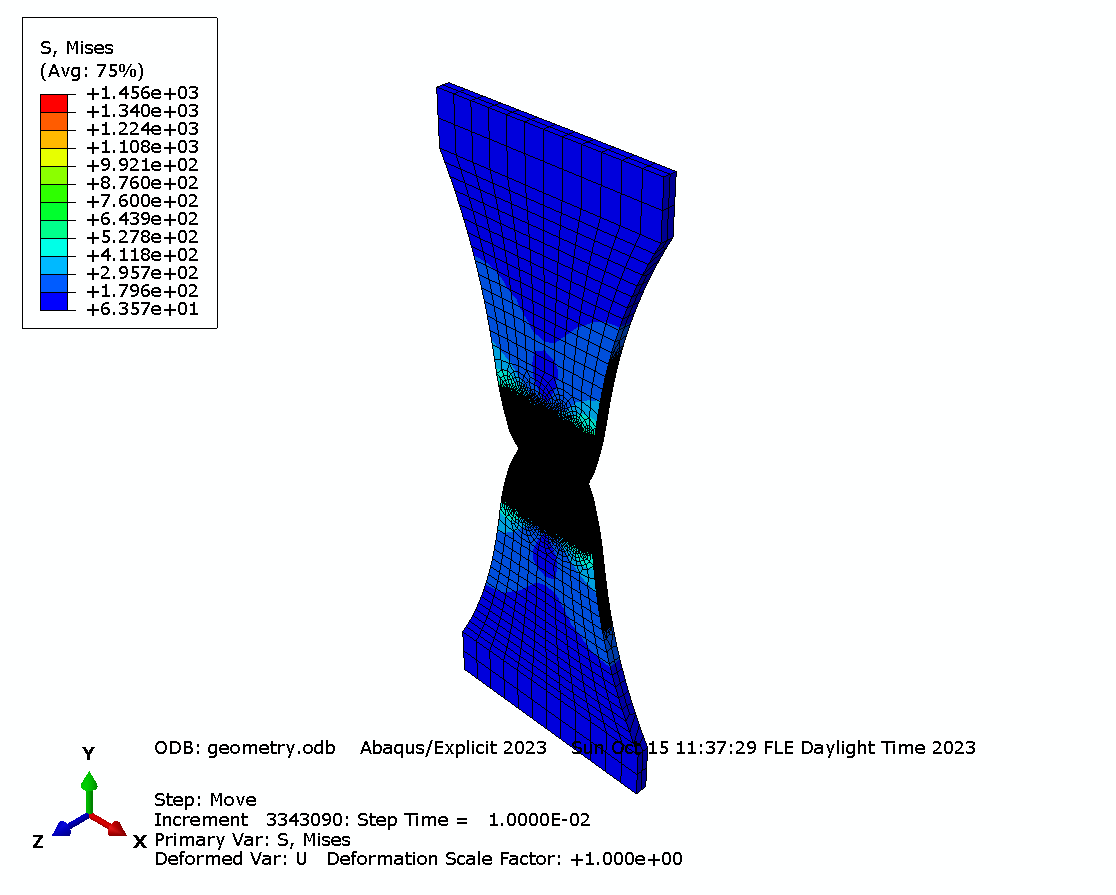 S, Mises
(Avg: 75%)
+1.456e+03
+1.340e+03
+1.224e+03
+1.108e+03
+9.921e+02
+8.760e+02
+7.600e+02
+6.439e+02
+5.278e+02
+4.118e+02
+2.957e+02
+1.796e+02
+6.357e+01
ODB: geometry.odb Abaqus/Explicit 2023 Sun Oct 15 11:37:29 FLE Daylight Time 2023
Y
Z
X
Step: Move
Increment 3343090: Step Time = 1.0000E-02
Primary Var: S, Mises
Deformed Var: U Deformation Scale Factor: +1.000e+00